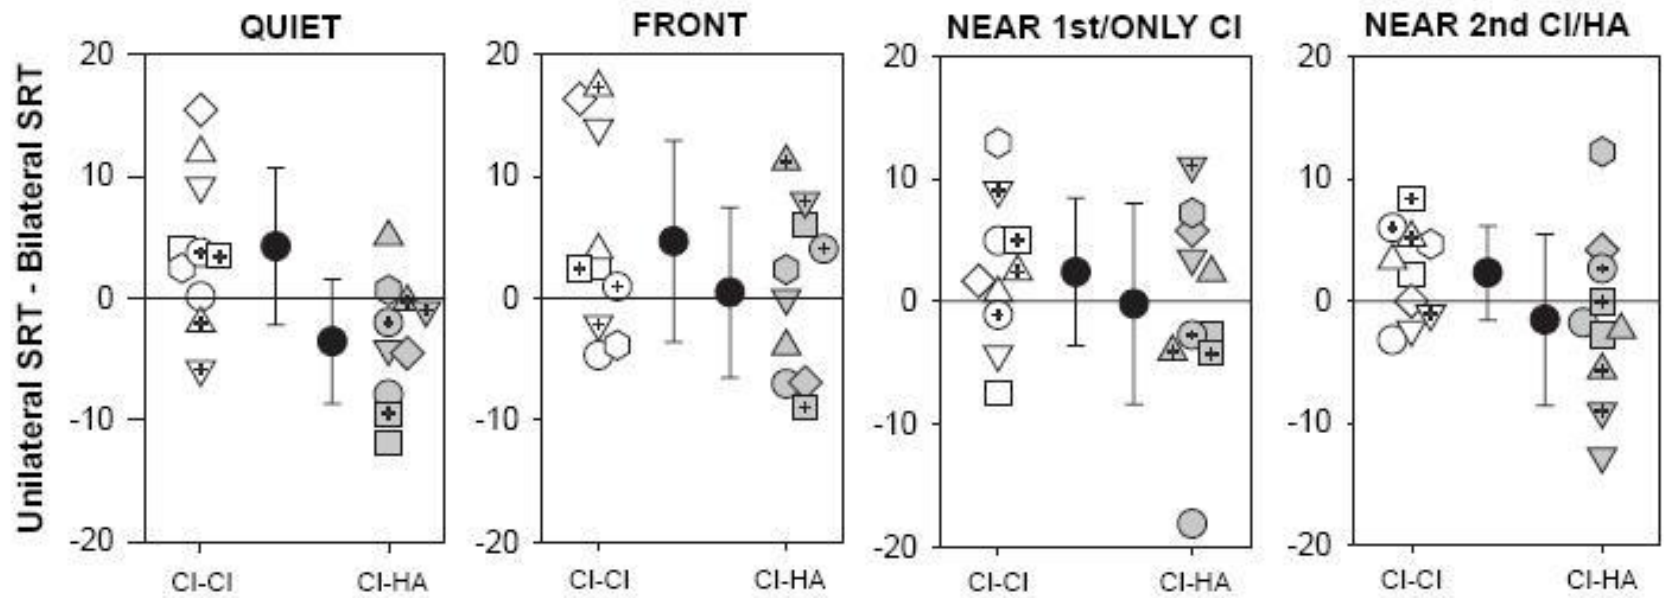 QUIET
FRONT
NEAR 1st/ONLY CI
NEAR 2nd CI/HA
Unilateral SRT - Bilateral SRT
20
10
0
-10
-20
CI-CI
CI-HA
20
10
0
-10
-20
CI-CI
CI-HA
20
10
0
-10
-20
CI-CI
CI-HA
20
10
0
-10
-20
CI-CI
CI-HA